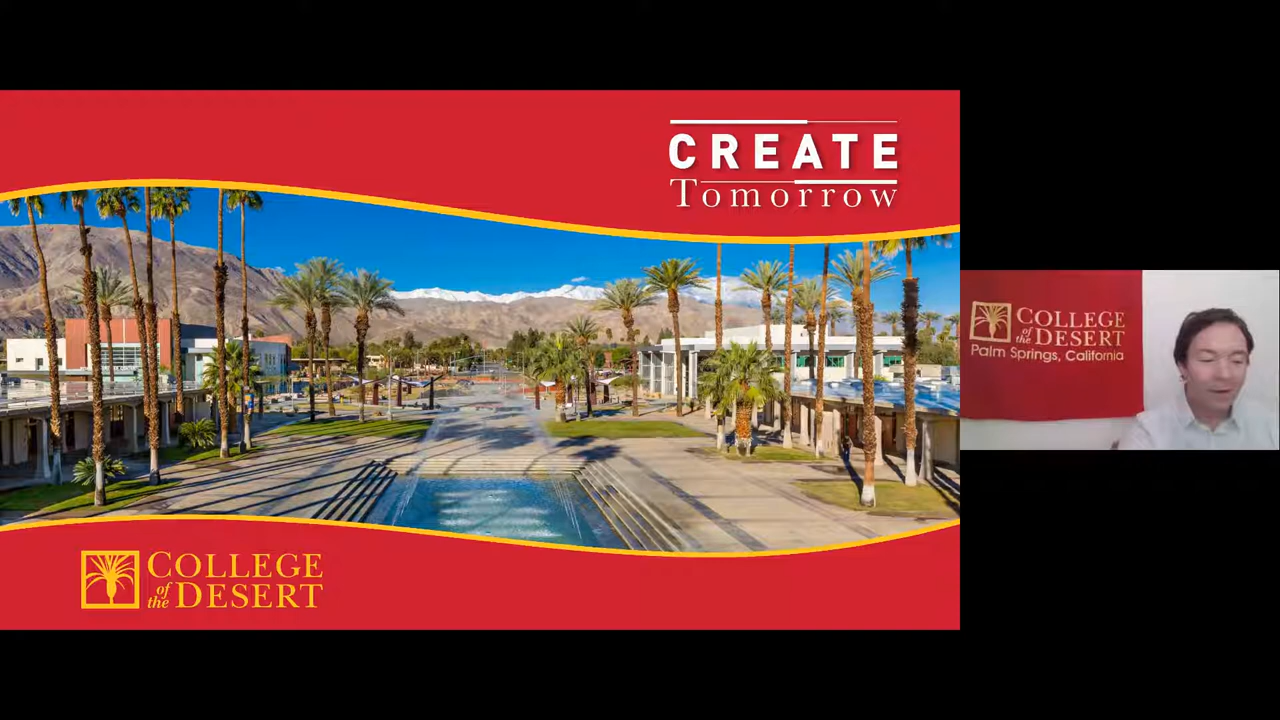 CREATE
Tomorrow
COLLEGE
of the DESERT
COLLEGE
of the DESERT
Palm Springs, California